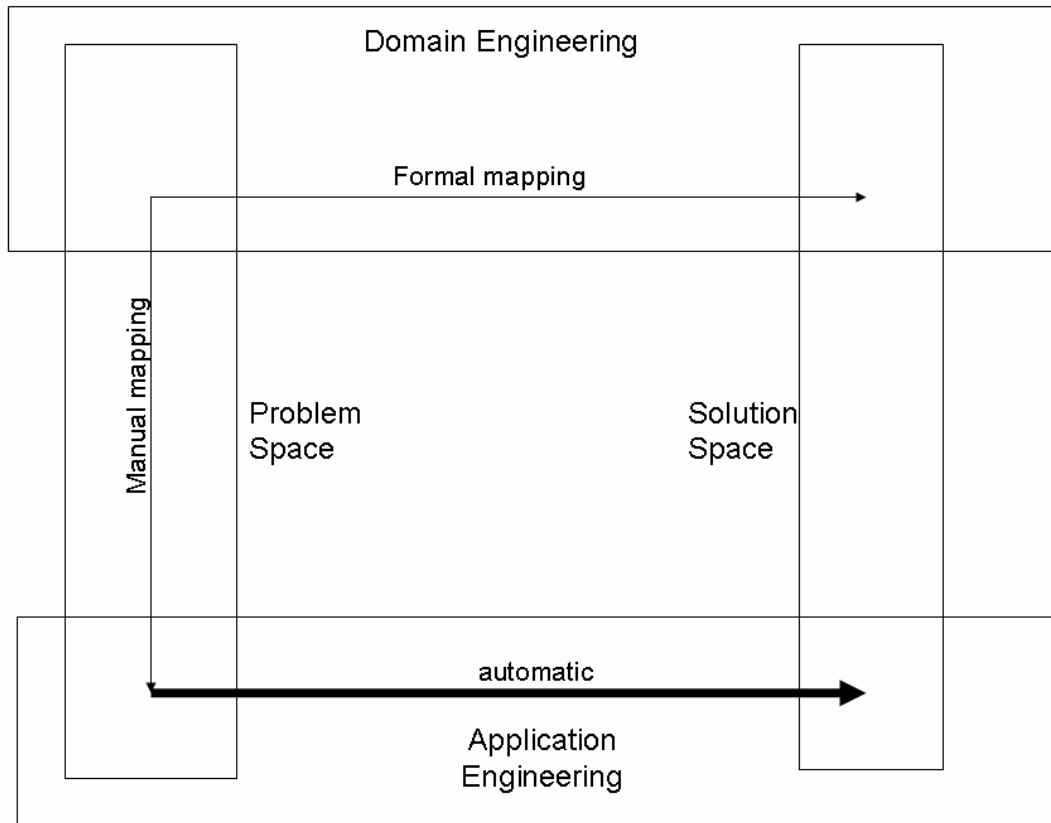 Domain Engineering
Formal mapping
Manual mapping
Problem
Space
Solution
Space
automatic
Application
Engineering